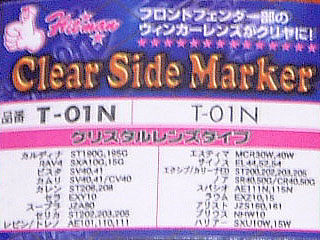 Hotman
フロントフェンダー部の
ウィンカーレンズがクリヤに!
Clear Side Marker
品番 T-01N T-01N
クリスタルレンズタイプ
カルディナ ST190G,195G
RAV4 SXA10G,15G
ビスタ SV40,41
カムリ SV40,41/CV40
カレン ST206,208
セラ EXY10
スープラ JZA80
セリカ ST202,203,205
レビン/トレノ AE101,110,111
エスティマ MCR30W,40W
サイノス EL44,52,54
エキシブ/カリーナED ST200,202,203,205
ノア SR40,50G/CR40,50G
スパシオ AE111N,115N
ラウム EXZ10,15
アリスト JZS160,161
プリウス NHW10
ハリアー SXU10W,15W